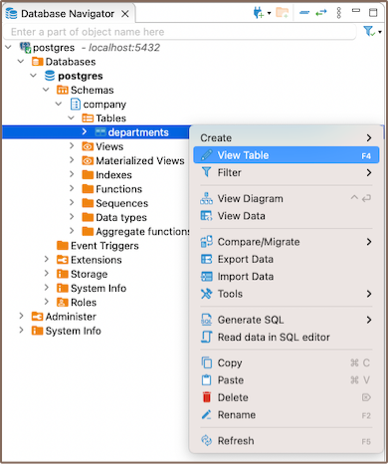 Database Navigator
Enter a part of object name here
postgres - localhost:5432
Databases
postgres
Schemas
company
Tables
departments
Views
Materialized Views
Indexes
Functions
Sequences
Data types
Aggregate functions
Event Triggers
Extensions
Storage
System Info
Roles
Administer
System Info
Create
View Table F4
Filter
View Diagram
View Data
Compare/Migrate
Export Data
Import Data
Tools
Generate SQL
Read data in SQL editor
Copy ⌘ C
Paste ⌘ V
Delete ⌦
Rename F2
Refresh F5